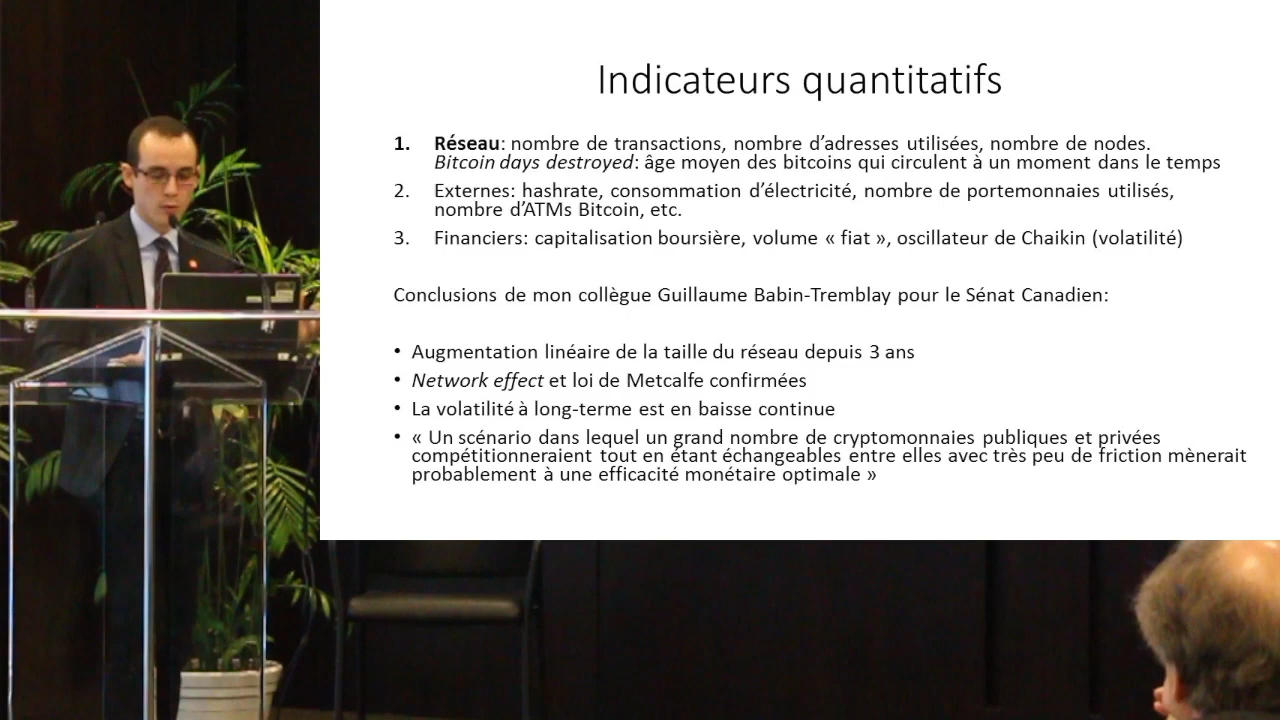 Indicateurs quantitatifs
1. Réseau: nombre de transactions, nombre d’adresses utilisées, nombre de nodes.
Bitcoin days destroyed: âge moyen des bitcoins qui circulent à un moment dans le temps
2. Externes: hashrate, consommation d’électricité, nombre de portemonnaies utilisés,
nombre d’ATMs Bitcoin, etc.
3. Financiers: capitalisation boursière, volume « fiat », oscillateur de Chaikin (volatilité)
Conclusions de mon collègue Guillaume Babin-Tremblay pour le Sénat Canadien:
• Augmentation linéaire de la taille du réseau depuis 3 ans
• Network effect et loi de Metcalfe confirmées
• La volatilité à long-terme est en baisse continue
• « Un scénario dans lequel un grand nombre de cryptomonnaies publiques et privées
compétitionneraient tout en étant échangeables entre elles avec très peu de friction mènerait
probablement à une efficacité monétaire optimale »